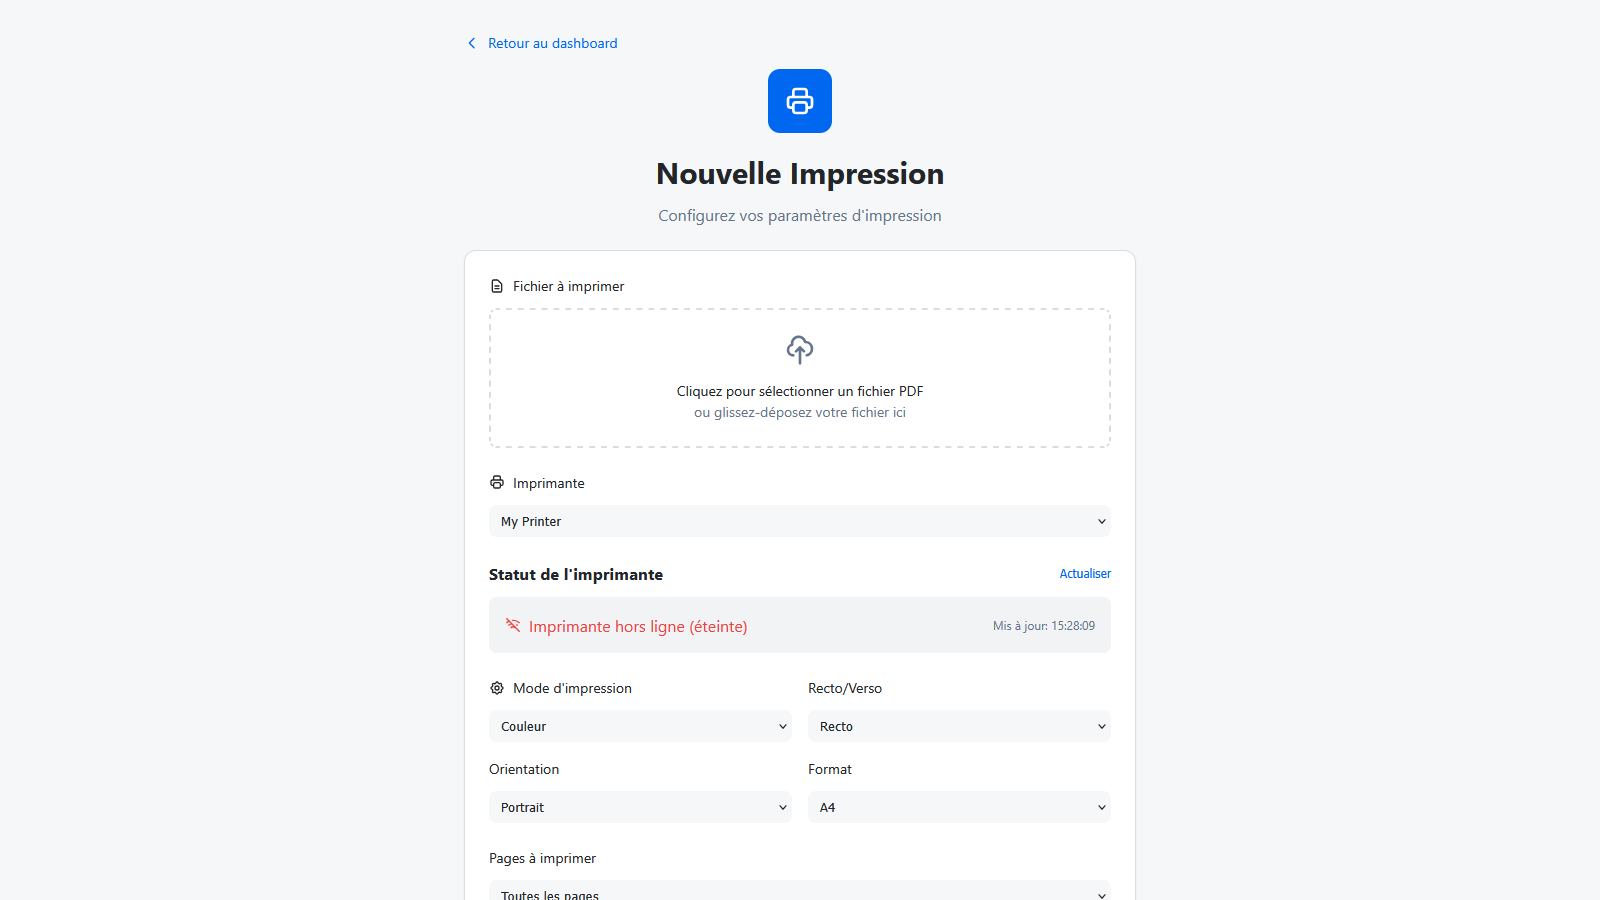 Retour au dashboard
Nouvelle Impression
Configurez vos paramètres d'impression
Fichier à imprimer
Cliquez pour sélectionner un fichier PDF
ou glissez-déposez votre fichier ici
Imprimante
My Printer
Statut de l'imprimante
Actualiser
Imprimante hors ligne (éteinte)
Mis à jour: 15:28:09
Mode d'impression
Recto/Verso
Couleur
Recto
Orientation
Format
Portrait
A4
Pages à imprimer
Toutes les pages